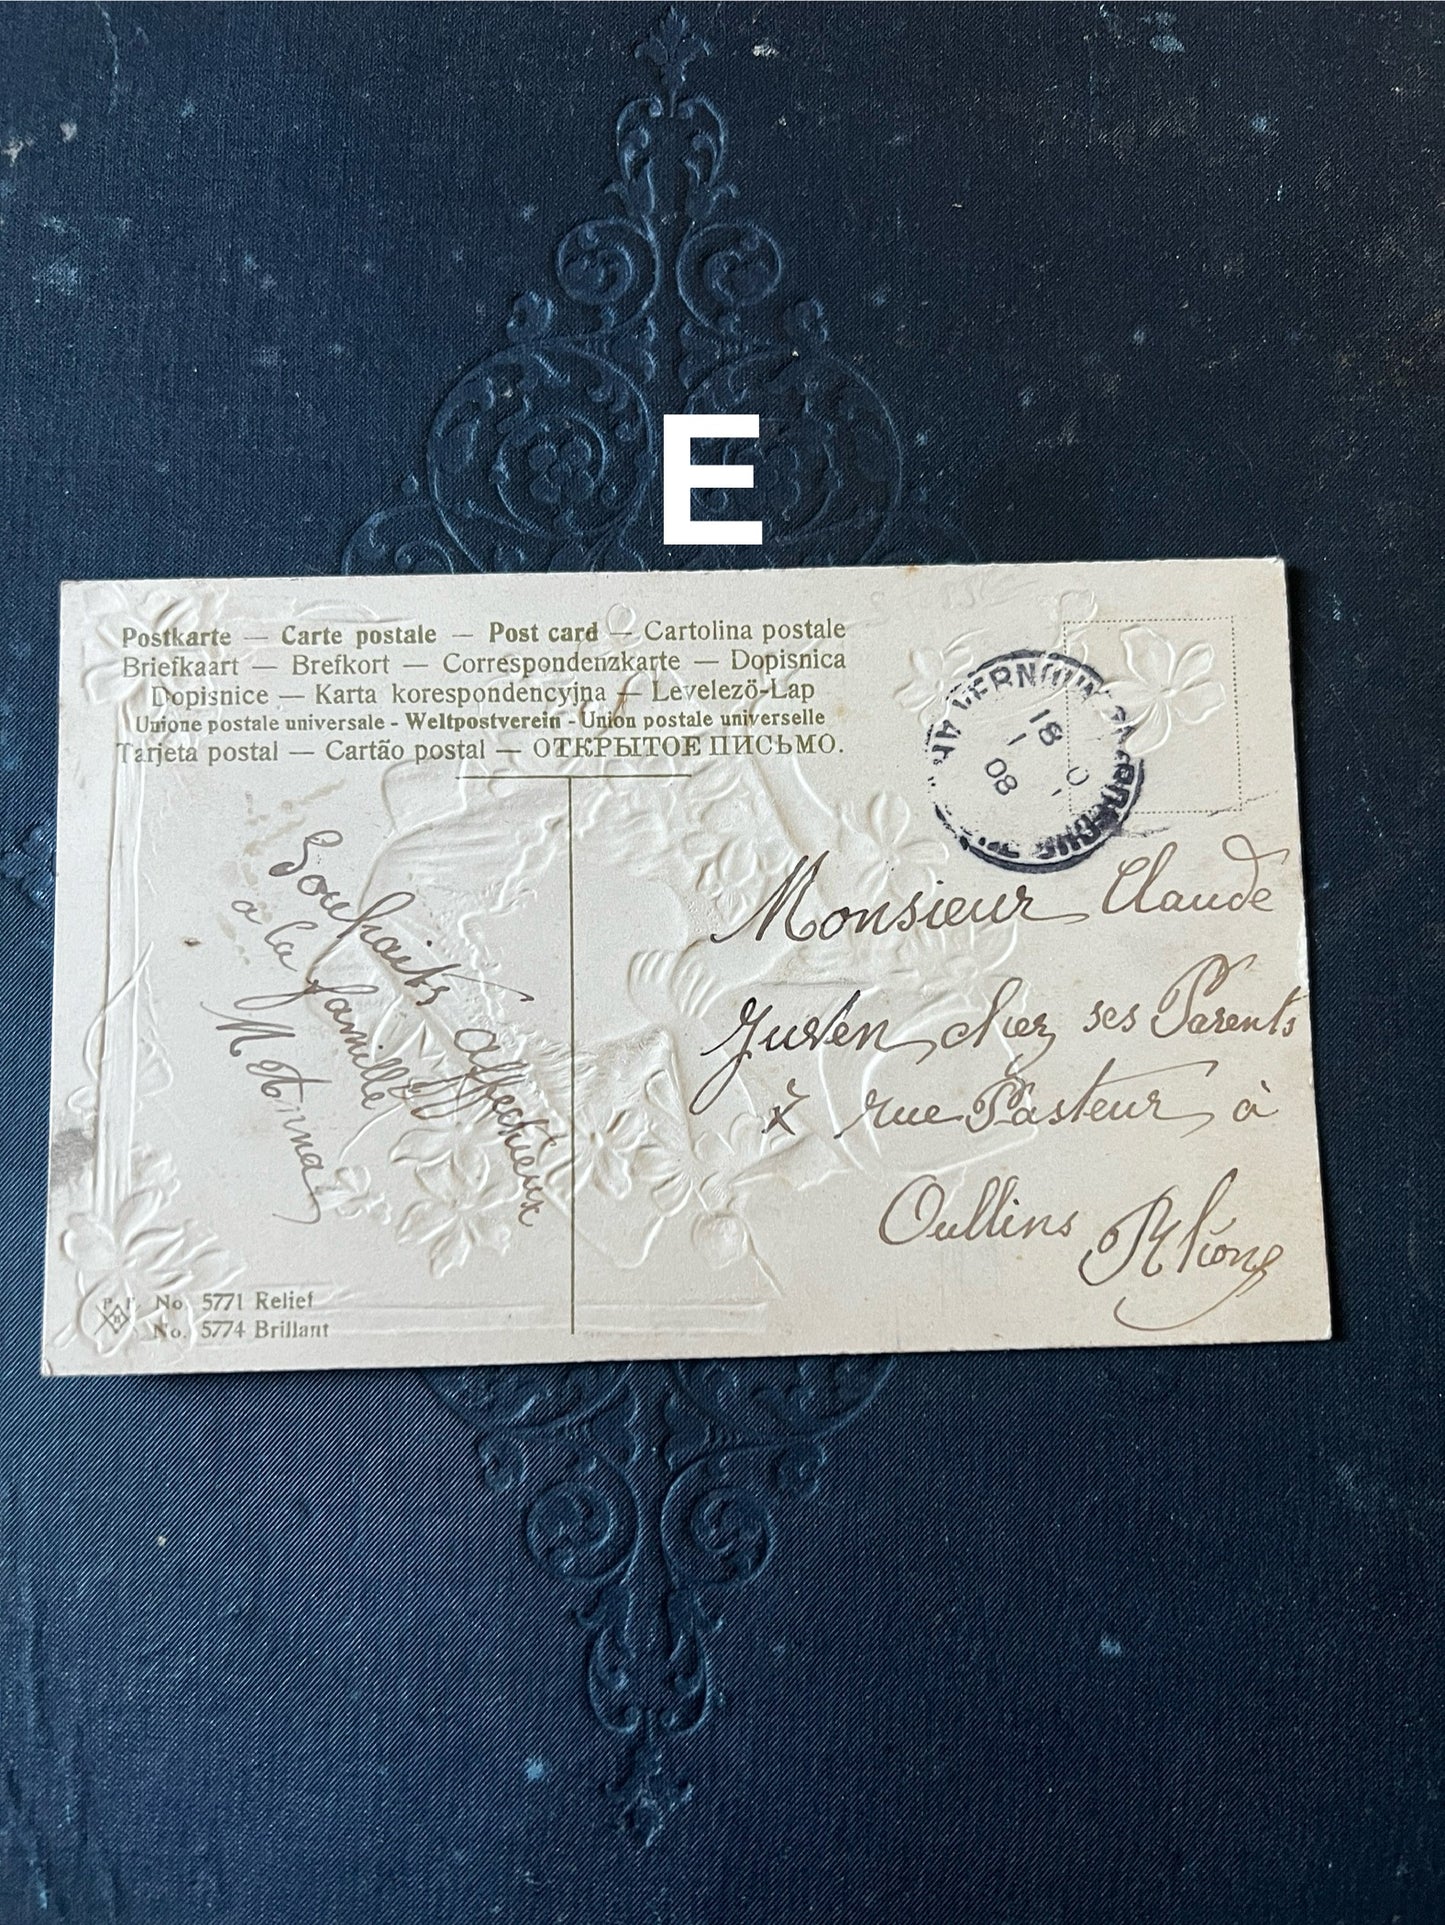 E
Postkarte — Carte postale — Post card — Cartolina postale
Briefkaart — Brefkort — Correspondenzkarte — Dopisnica
Dopisnice — Karta korespondencyjna — Levelező-Lap
Unione postale universale - Weltpostverein - Union postale universelle
Tarjeta postal — Cartão postal — ОТКРЫТОЕ ПИСЬМО.
18
1
08
Souhaits affectueux
a la famille
Monsieur Claude
chez ses Parents
7 rue Pasteur à
Oullins Rhône
No. 5771 Relief
No. 5774 Brillant